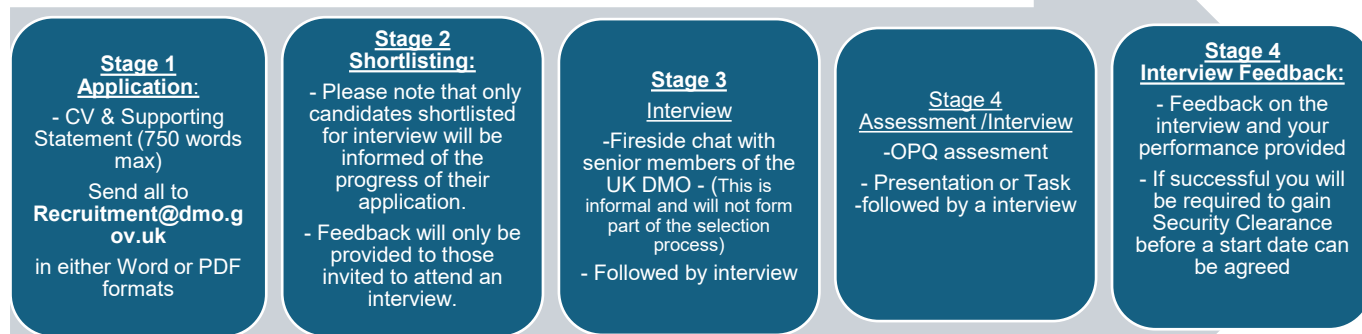 Stage 1
Application:
- CV & Supporting
Statement (750 words
max)
Send all to
Recruitment@dmo.g
ov.uk
in either Word or PDF
formats
Stage 2
Shortlisting:
- Please note that only
candidates shortlisted
for interview will be
informed of the
progress of their
application.
- Feedback will only be
provided to those
invited to attend an
interview.
Stage 3
Interview
-Fireside chat with
senior members of the
UK DMO - (This is
informal and will not form
part of the selection
process)
- Followed by interview
Stage 4
Assessment /Interview
-OPQ assesment
- Presentation or Task
-followed by a interview
Stage 4
Interview Feedback:
- Feedback on the
interview and your
performance provided
- If successful you will
be required to gain
Security Clearance
before a start date can
be agreed